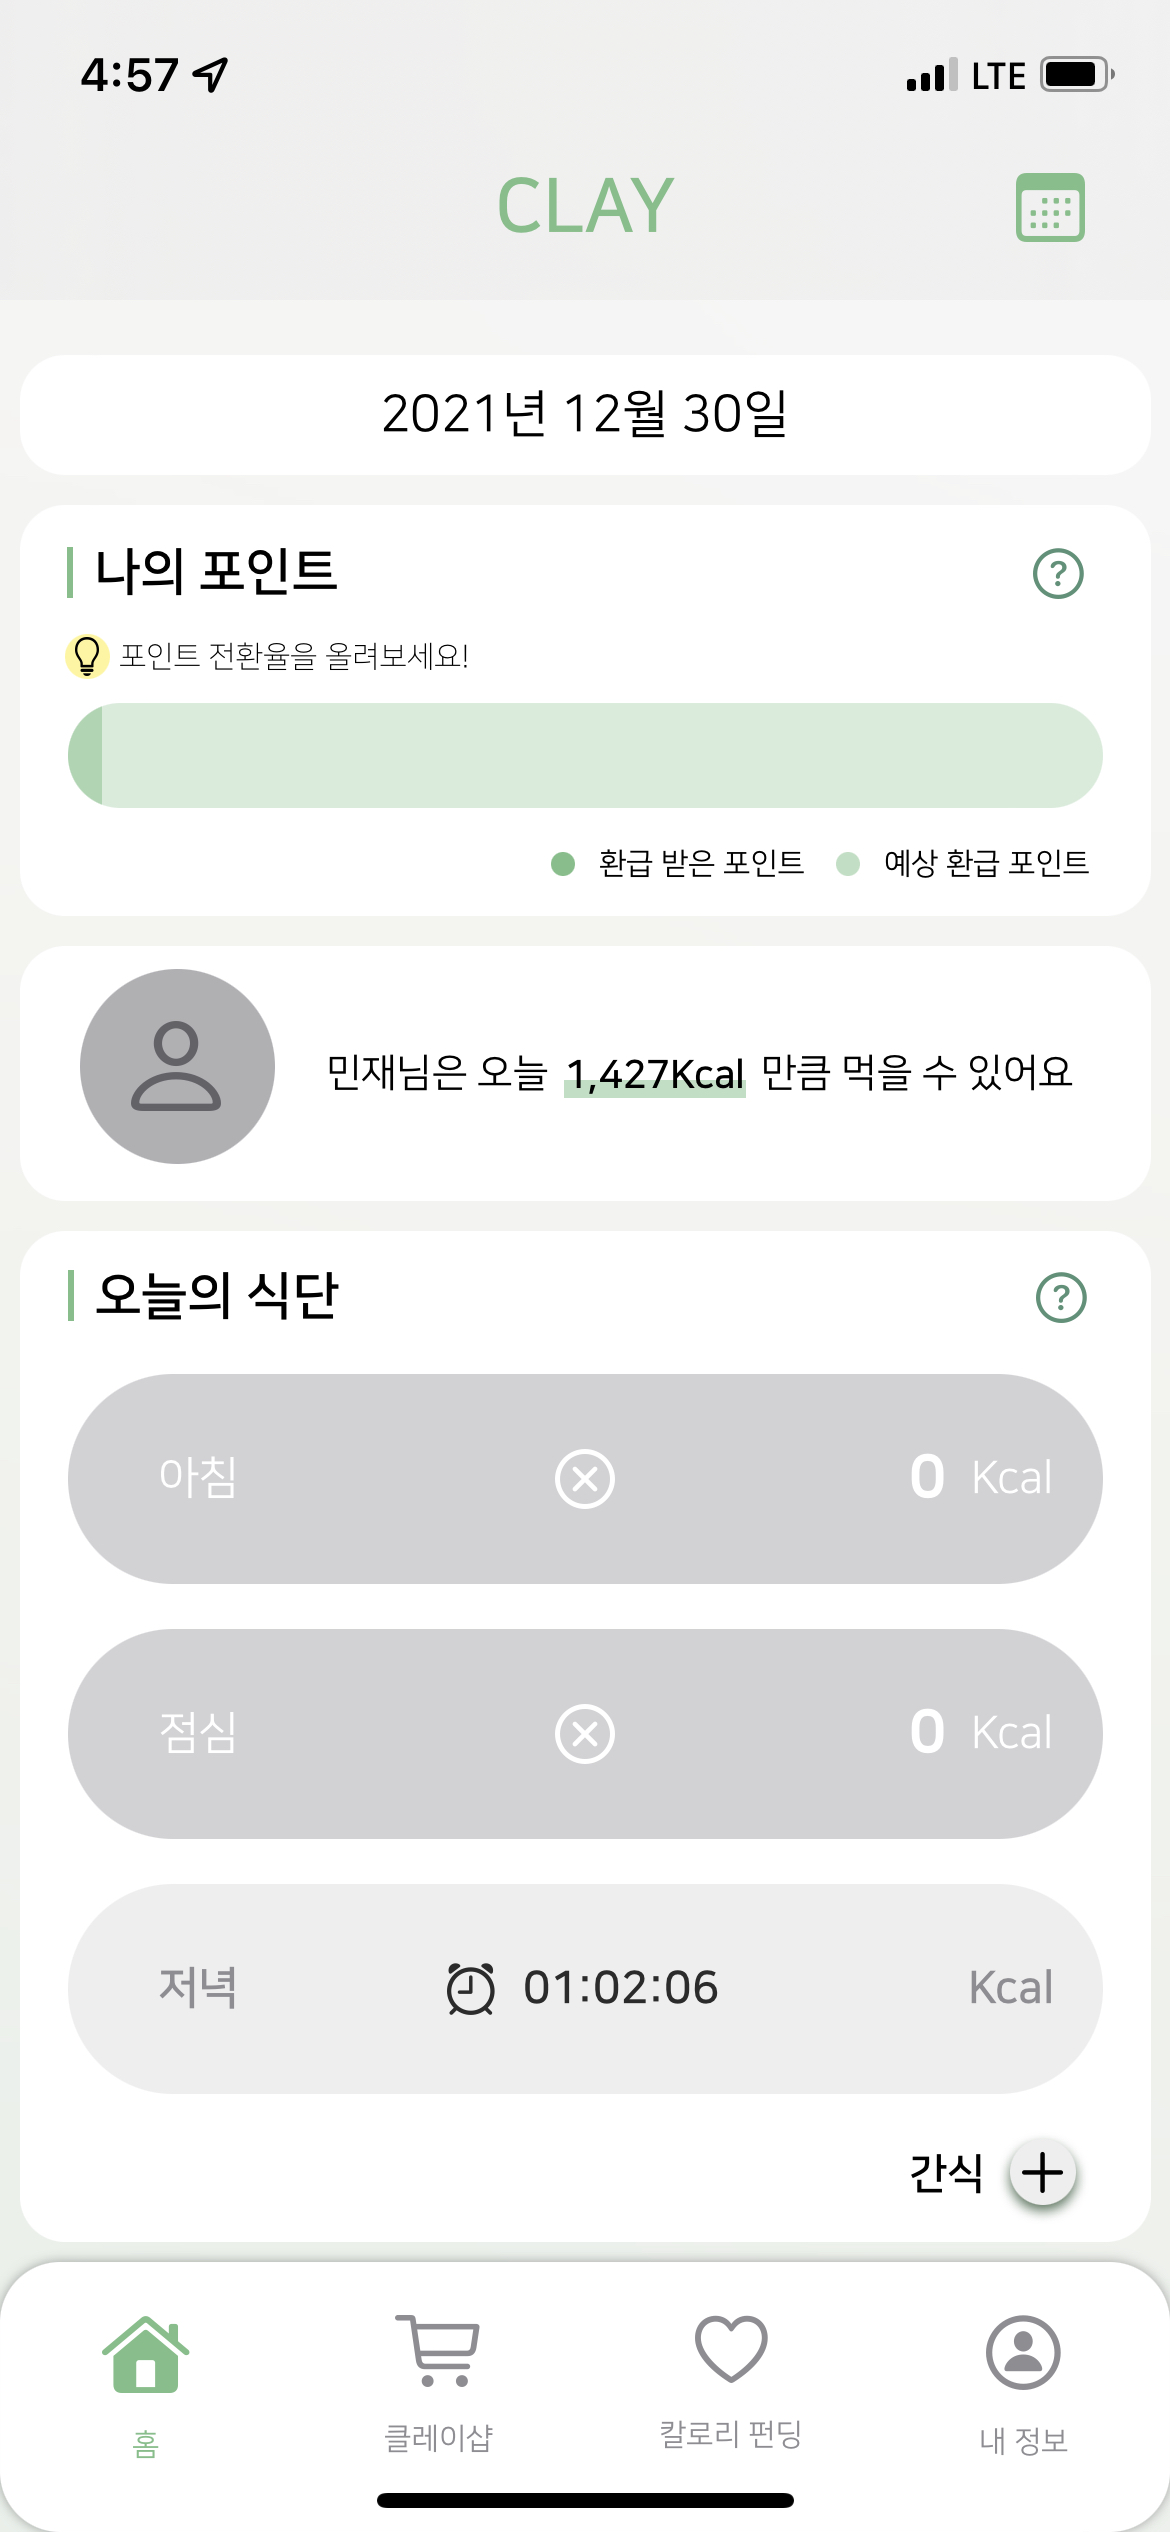 4:57
LTE
CLAY
2021년 12월 30일
나의 포인트
?
포인트 전환율을 올려보세요!
환급 받은 포인트
예상 환급 포인트
민재님은 오늘 1,427Kcal 만큼 먹을 수 있어요
오늘의 식단
?
아침 0 Kcal
점심 0 Kcal
저녁 01:02:06 Kcal
간식
홈
클레이샵
칼로리 펀딩
내 정보